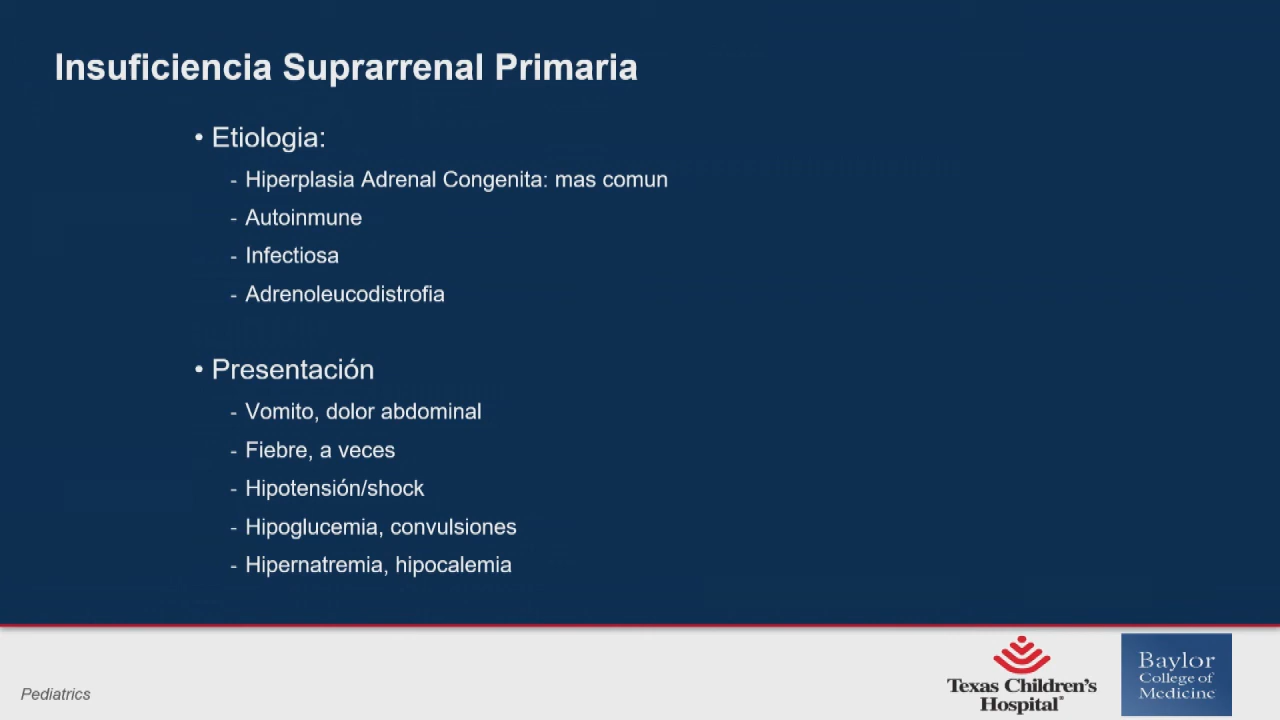 Insuficiencia Suprarrenal Primaria
• Etiologia:
- Hiperplasia Adrenal Congenita: mas comun
- Autoinmune
- Infectiosa
- Adrenoleucodistrofia
• Presentación
- Vomito, dolor abdominal
- Fiebre, a veces
- Hipotensión/shock
- Hipoglucemia, convulsiones
- Hipernatremia, hipocalemia
Pediatrics
Texas Children's
Hospital®
Baylor
College of
Medicine